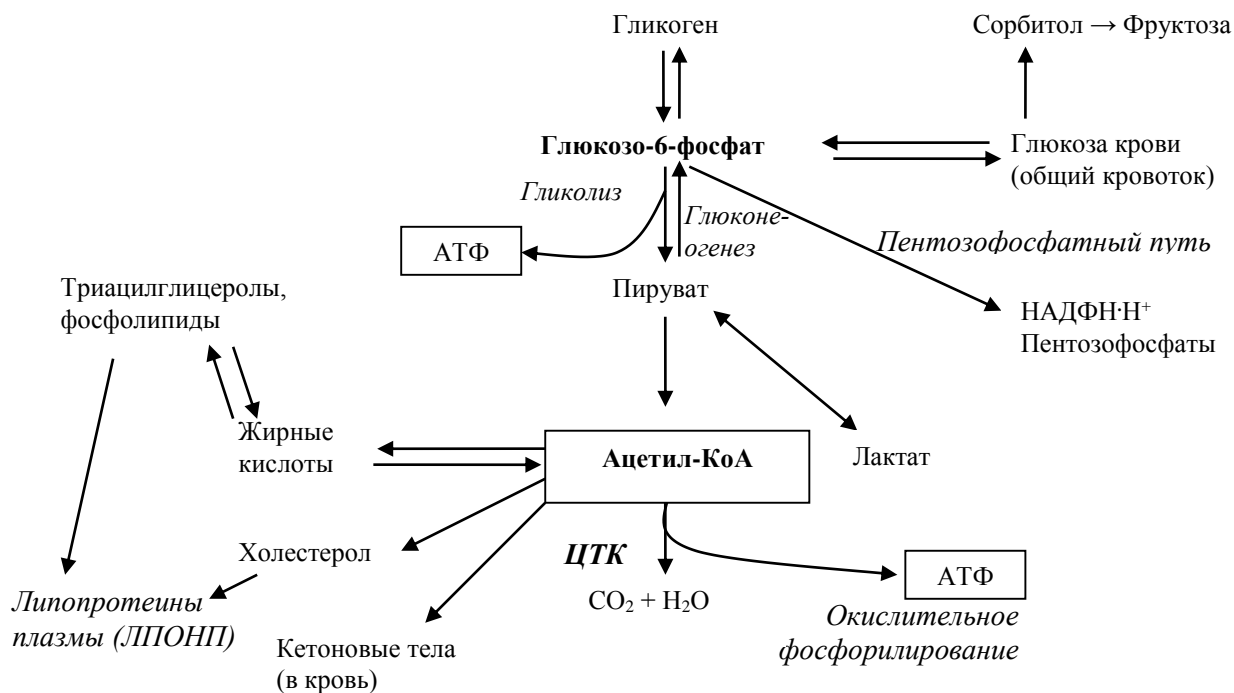 Гликоген
Сорбитол → Фруктоза
Глюкозо-6-фосфат
Глюкоза крови
(общий кровоток)
Гликолиз
Глюконе-
огенез
Пентозофосфатный путь
АТФ
Пируват
Триацилглицеролы,
фосфолипиды
НАДФН·Н⁺
Пентозофосфаты
Жирные
кислоты
Ацетил-КоА
Лактат
Холестерол
ЦТК
АТФ
Липопротеины
плазмы (ЛПОНП)
CO₂ + H₂O
Окислительное
фосфорилирование
Кетоновые тела
(в кровь)